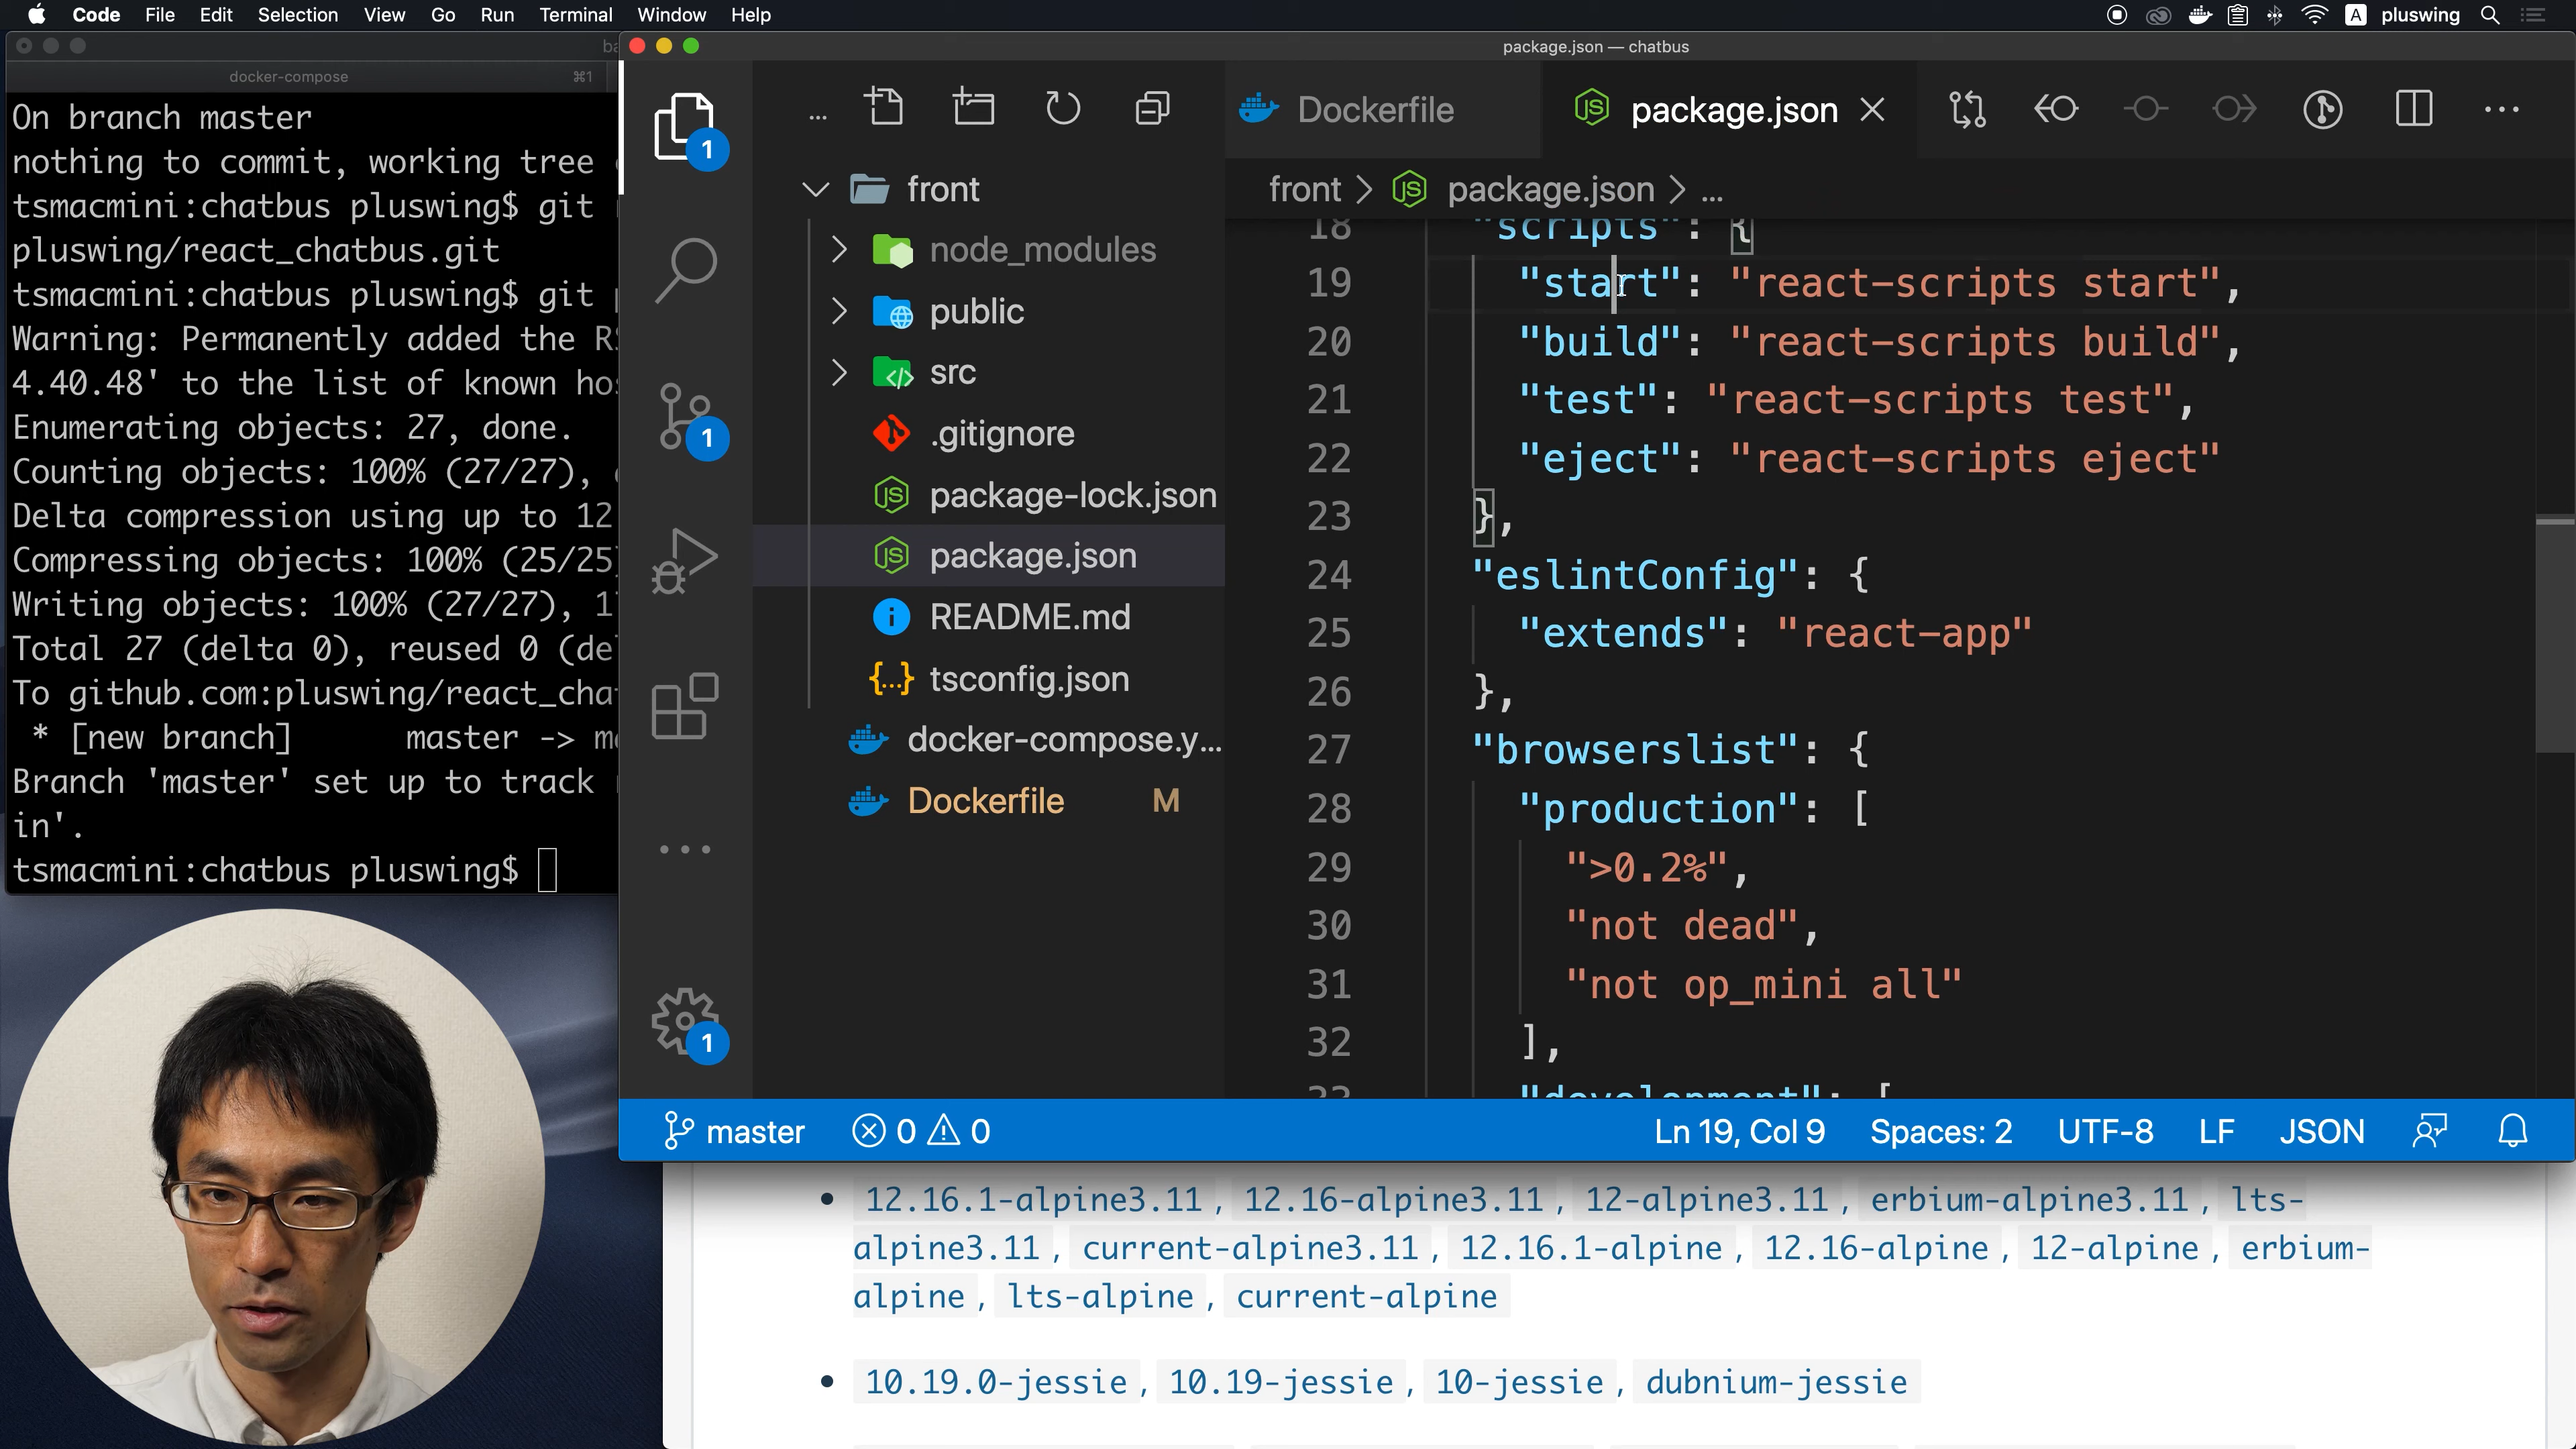 Code File Edit Selection View Go Run Terminal Window Help
A pluswing
docker-compose ⌘1
On branch master
nothing to commit, working tree
tsmacmini:chatbus pluswing$ git
pluswing/react_chatbus.git
tsmacmini:chatbus pluswing$ git
Warning: Permanently added the
4.40.48' to the list of known
Enumerating objects: 27, done.
Counting objects: 100% (27/27),
Delta compression using up to 12
Compressing objects: 100% (25/25
Writing objects: 100% (27/27),
Total 27 (delta 0), reused 0
To github.com:pluswing/react_cha
* [new branch] master ->
Branch 'master' set up to track
in'.
tsmacmini:chatbus pluswing$
package.json — chatbus
1
1
1
...
front
node_modules
public
src
.gitignore
package-lock.json
package.json
README.md
tsconfig.json
docker-compose.y...
Dockerfile M
Dockerfile
package.json
front > package.json > ...
18 "scripts": {
19 "start": "react-scripts start",
20 "build": "react-scripts build",
21 "test": "react-scripts test",
22 "eject": "react-scripts eject"
23 },
24 "eslintConfig": {
25 "extends": "react-app"
26 },
27 "browserslist": {
28 "production": [
29 ">0.2%",
30 "not dead",
31 "not op_mini all"
32 ],
33 "development": [
master 0 0 Ln 19, Col 9 Spaces: 2 UTF-8 LF JSON
• 12.16.1-alpine3.11 , 12.16-alpine3.11 , 12-alpine3.11 , erbium-alpine3.11 , lts-
alpine3.11 , current-alpine3.11 , 12.16.1-alpine , 12.16-alpine , 12-alpine , erbium-
alpine , lts-alpine , current-alpine
• 10.19.0-jessie , 10.19-jessie , 10-jessie , dubnium-jessie